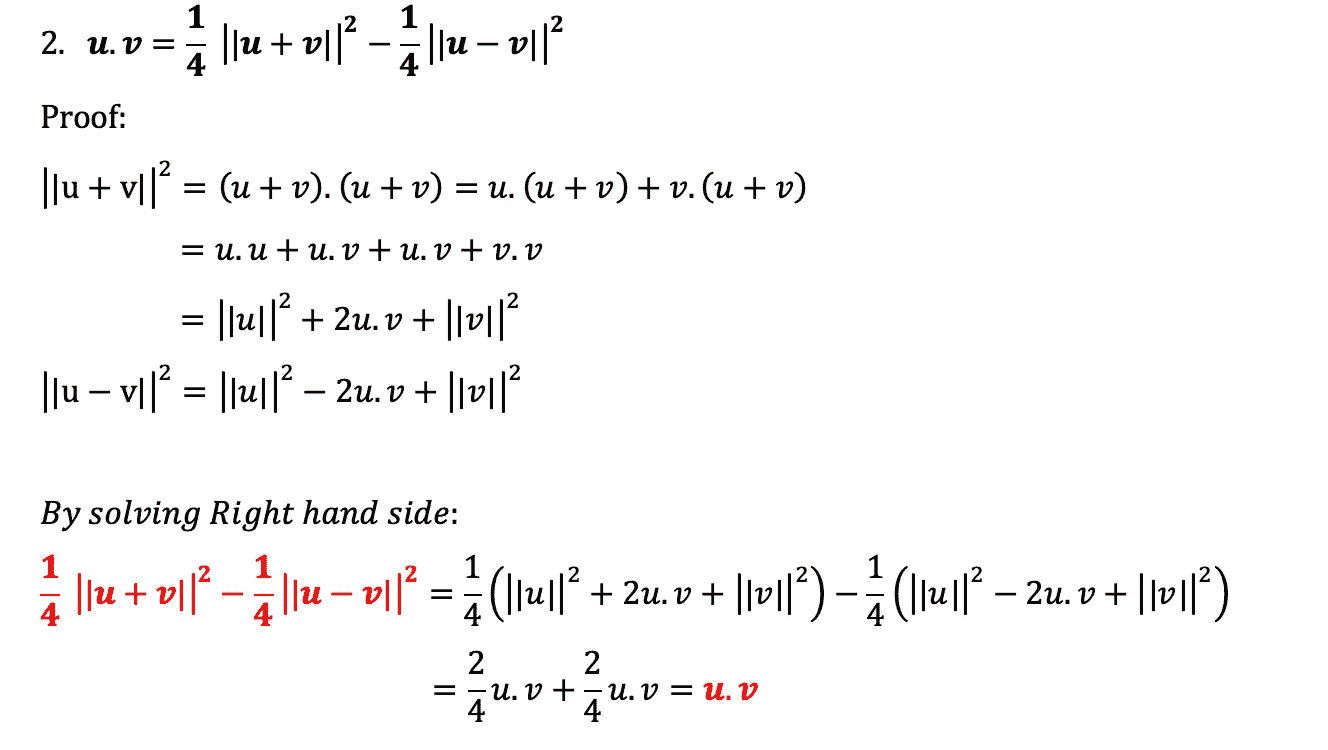 2. u. v = 1/4 ||u + v||² − 1/4 ||u − v||²
Proof:
||u + v||² = (u + v). (u + v) = u. (u + v) + v. (u + v)
= u. u + u. v + u. v + v. v
= ||u||² + 2u. v + ||v||²
||u − v||² = ||u||² − 2u. v + ||v||²
By solving Right hand side:
1/4 ||u + v||² − 1/4 ||u − v||² = 1/4 (||u||² + 2u. v + ||v||²) − 1/4 (||u||² − 2u. v + ||v||²)
= 2/4 u. v + 2/4 u. v = u. v